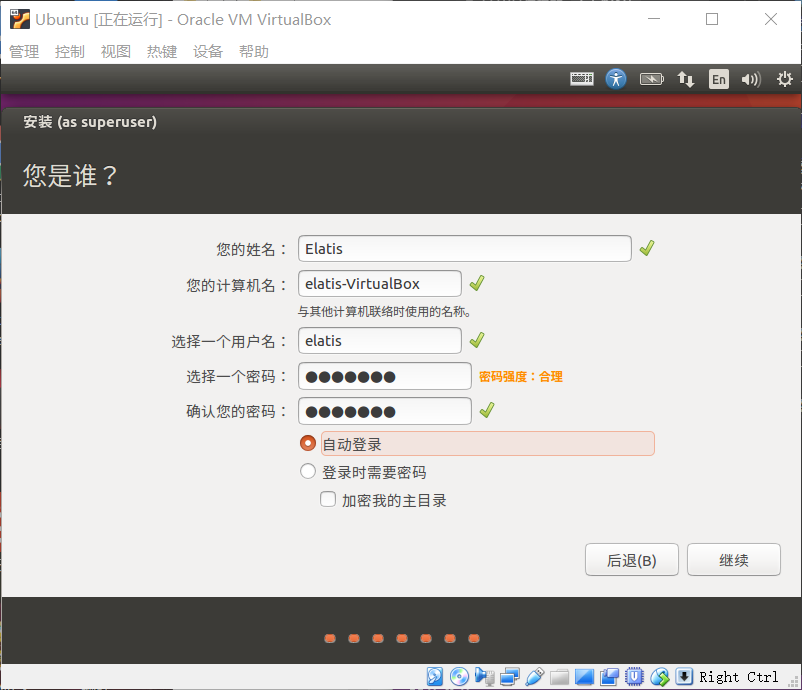 Ubuntu [正在运行] - Oracle VM VirtualBox
管理 控制 视图 热键 设备 帮助
En
安装 (as superuser)
您是谁？
您的姓名： Elatis
您的计算机名： elatis-VirtualBox
与其他计算机联络时使用的名称。
选择一个用户名： elatis
选择一个密码： ●●●●●●● 密码强度：合理
确认您的密码： ●●●●●●●
自动登录
登录时需要密码
加密我的主目录
后退(B) 继续
Right Ctrl